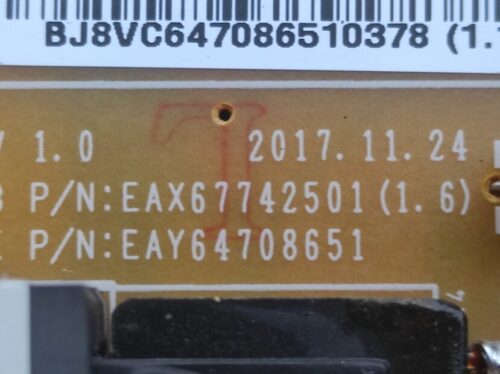 BJ8VC647086510378 (1.
1.0 2017.11.24
P/N:EAX67742501(1.6)
P/N:EAY64708651